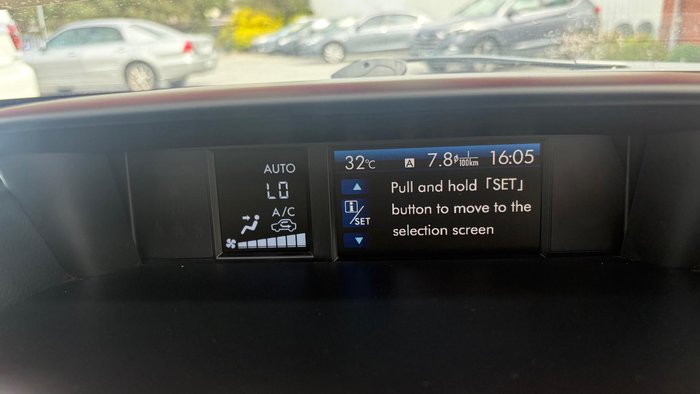 AUTO
LO
A/C
32°C
A 7.8ℓ/100km 16:05
i/SET
Pull and hold「SET」
button to move to the
selection screen